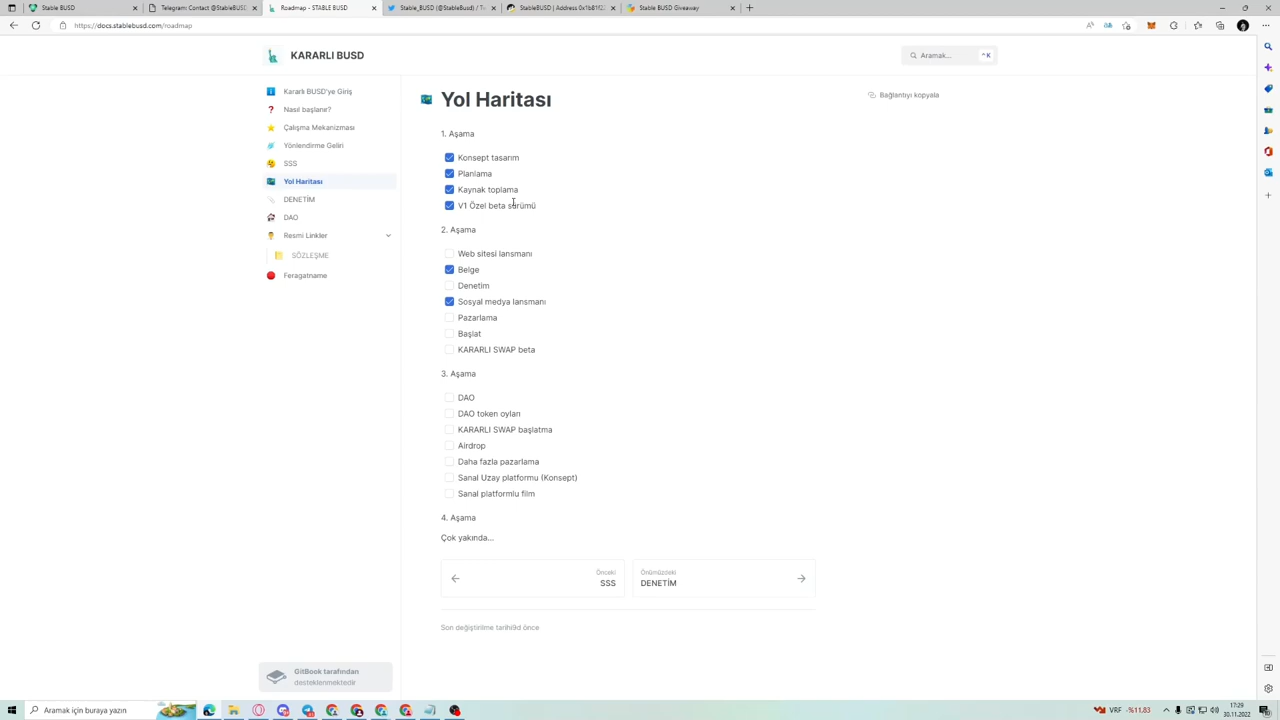 Stable BUSD
Telegram: Contact @StableBUS
Roadmap - STABLE BUSD
Stable_BUSD (@StableBusd) / T
StableBUSD | Address
Stable BUSD Giveaway
https://docs.stablebusd.com/roadmap
KARARLI BUSD
Aramak...
⌃K
Kararlı BUSD'ye Giriş
Nasıl başlanır?
Çalışma Mekanizması
Yönlendirme Geliri
SSS
Yol Haritası
DENETİM
DAO
Resmi Linkler
SÖZLEŞME
Feragatname
Yol Haritası
Bağlantıyı kopyala
1. Aşama
Konsept tasarım
Planlama
Kaynak toplama
V1 Özel beta sürümü
2. Aşama
Web sitesi lansmanı
Belge
Denetim
Sosyal medya lansmanı
Pazarlama
Başlat
KARARLI SWAP beta
3. Aşama
DAO
DAO token oyları
KARARLI SWAP başlatma
Airdrop
Daha fazla pazarlama
Sanal Uzay platformu (Konsept)
Sanal platformlu film
4. Aşama
Çok yakında...
Önceki
SSS
Önümüzdeki
DENETİM
Son değiştirilme tarihi9d önce
GitBook tarafından
desteklenmektedir
Aramak için buraya yazın
VRF -%11,83
17:29
30.11.2022